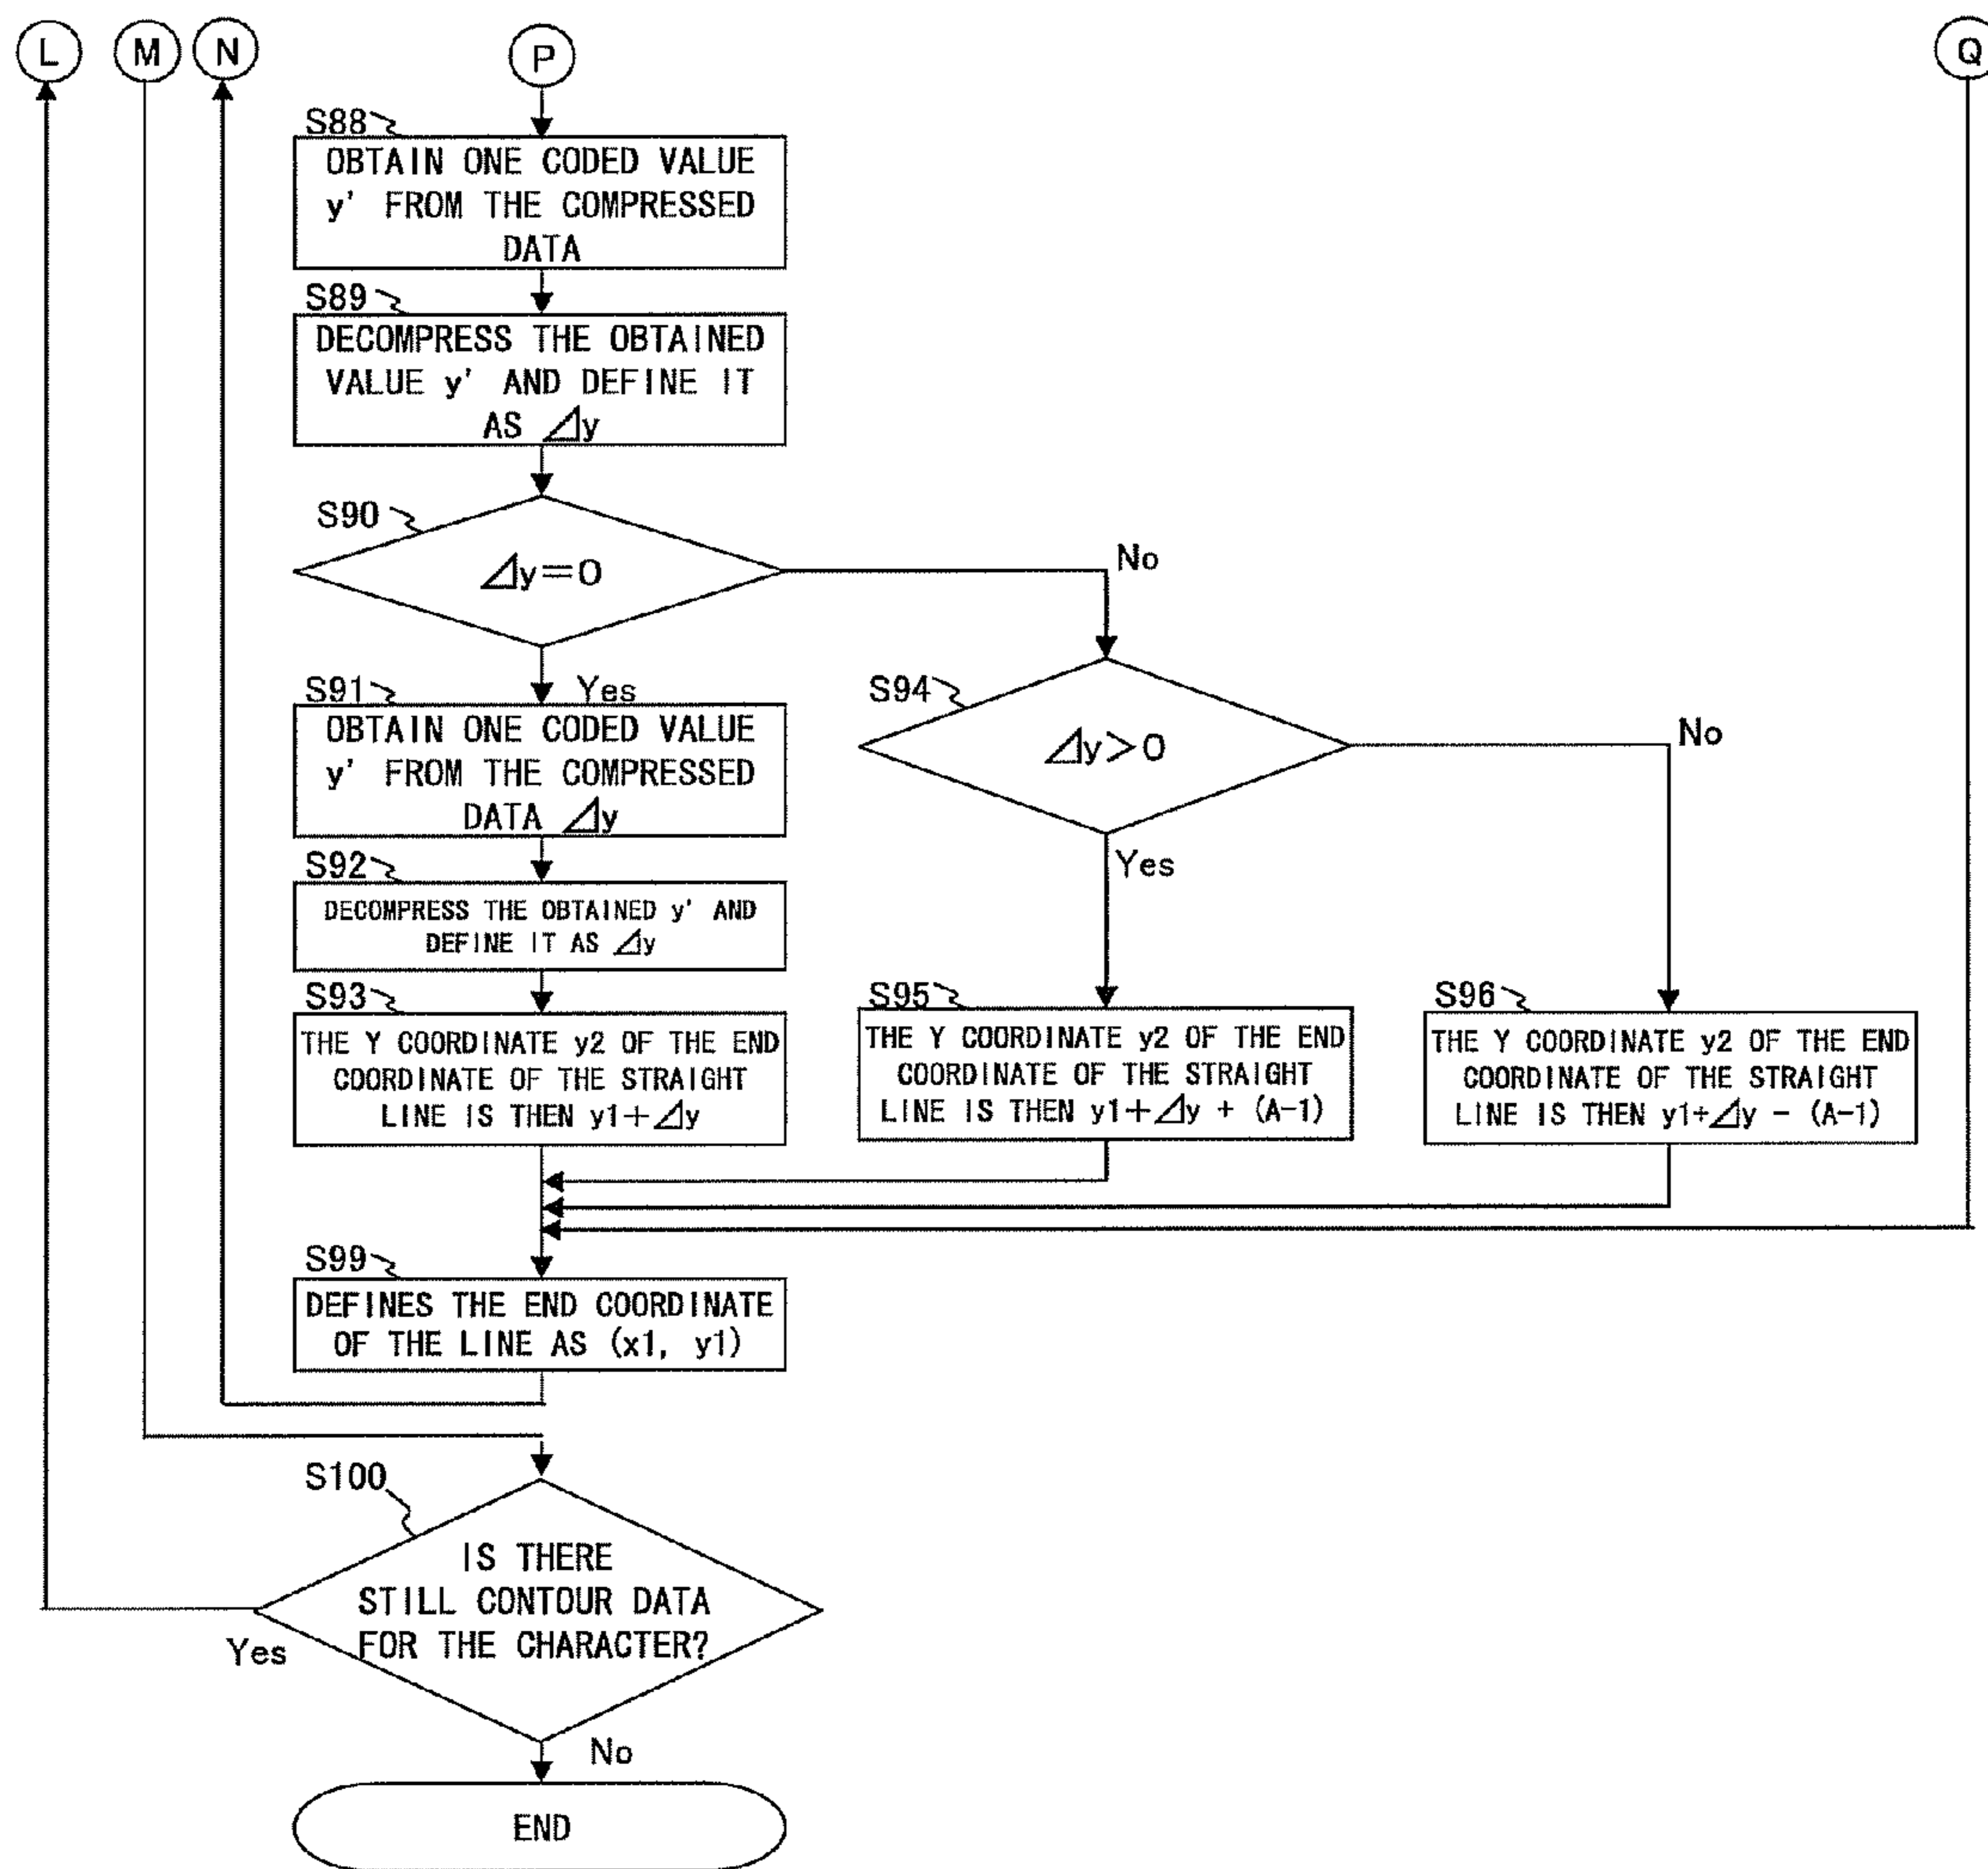 L
M
N
P
Q
S88
OBTAIN ONE CODED VALUE
y' FROM THE COMPRESSED
DATA
S89
DECOMPRESS THE OBTAINED
VALUE y' AND DEFINE IT
AS ⊿y
S90
⊿y=0
No
Yes
S91
OBTAIN ONE CODED VALUE
y' FROM THE COMPRESSED
DATA ⊿y
S94
⊿y>0
No
Yes
S92
DECOMPRESS THE OBTAINED y' AND
DEFINE IT AS ⊿y
S93
THE Y COORDINATE y2 OF THE END
COORDINATE OF THE STRAIGHT
LINE IS THEN y1+⊿y
S95
THE Y COORDINATE y2 OF THE END
COORDINATE OF THE STRAIGHT
LINE IS THEN y1+⊿y + (A-1)
S96
THE Y COORDINATE y2 OF THE END
COORDINATE OF THE STRAIGHT
LINE IS THEN y1+⊿y - (A-1)
S99
DEFINES THE END COORDINATE
OF THE LINE AS (x1, y1)
S100
IS THERE
STILL CONTOUR DATA
FOR THE CHARACTER?
Yes
No
END